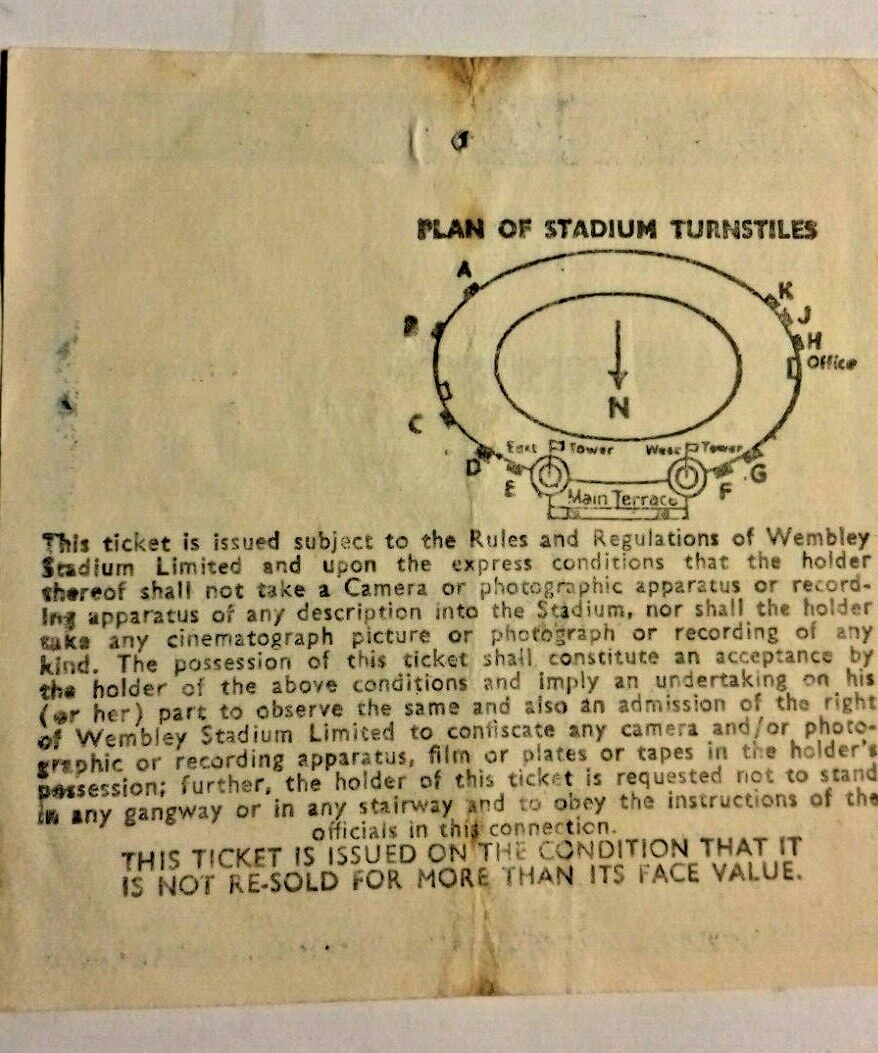 PLAN OF STADIUM TURNSTILES
A
K
B
J
H
Office
N
C
East Tower West Tower
D
G
E
F
Main Terrace
This ticket is issued subject to the Rules and Regulations of Wembley
Stadium Limited and upon the express conditions that the holder
thereof shall not take a Camera or photographic apparatus or record-
ing apparatus of any description into the Stadium, nor shall the holder
take any cinematograph picture or photograph or recording of any
kind. The possession of this ticket shall constitute an acceptance by
the holder of the above conditions and imply an undertaking on his
(or her) part to observe the same and also an admission of the right
of Wembley Stadium Limited to confiscate any camera and/or photo-
graphic or recording apparatus, film or plates or tapes in the holder's
possession; further, the holder of this ticket is requested not to stand
in any gangway or in any stairway and to obey the instructions of the
officials in this connection.
THIS TICKET IS ISSUED ON THE CONDITION THAT IT
IS NOT RE-SOLD FOR MORE THAN ITS FACE VALUE.